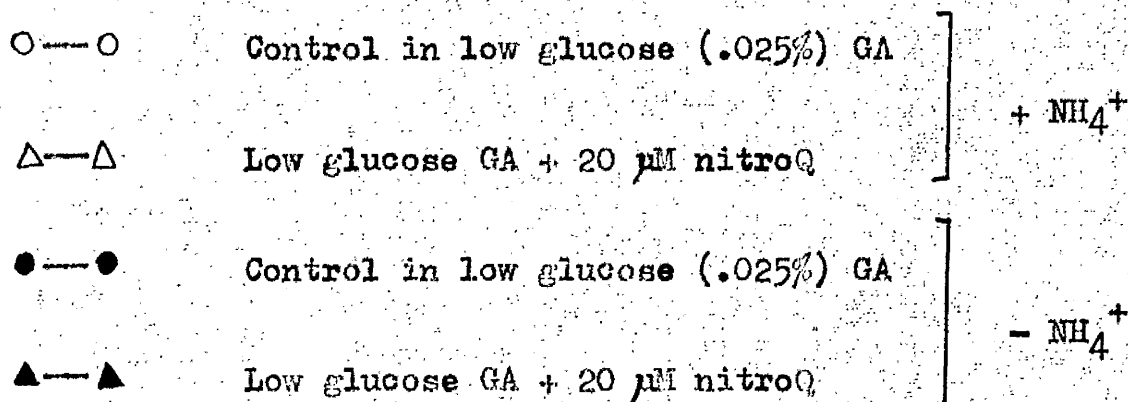 ○—○ Control in low glucose (.025%) GA
+ NH4+
△—△ Low glucose GA + 20 µM nitroQ
●—● Control in low glucose (.025%) GA
- NH4+
▲—▲ Low glucose GA + 20 µM nitroQ